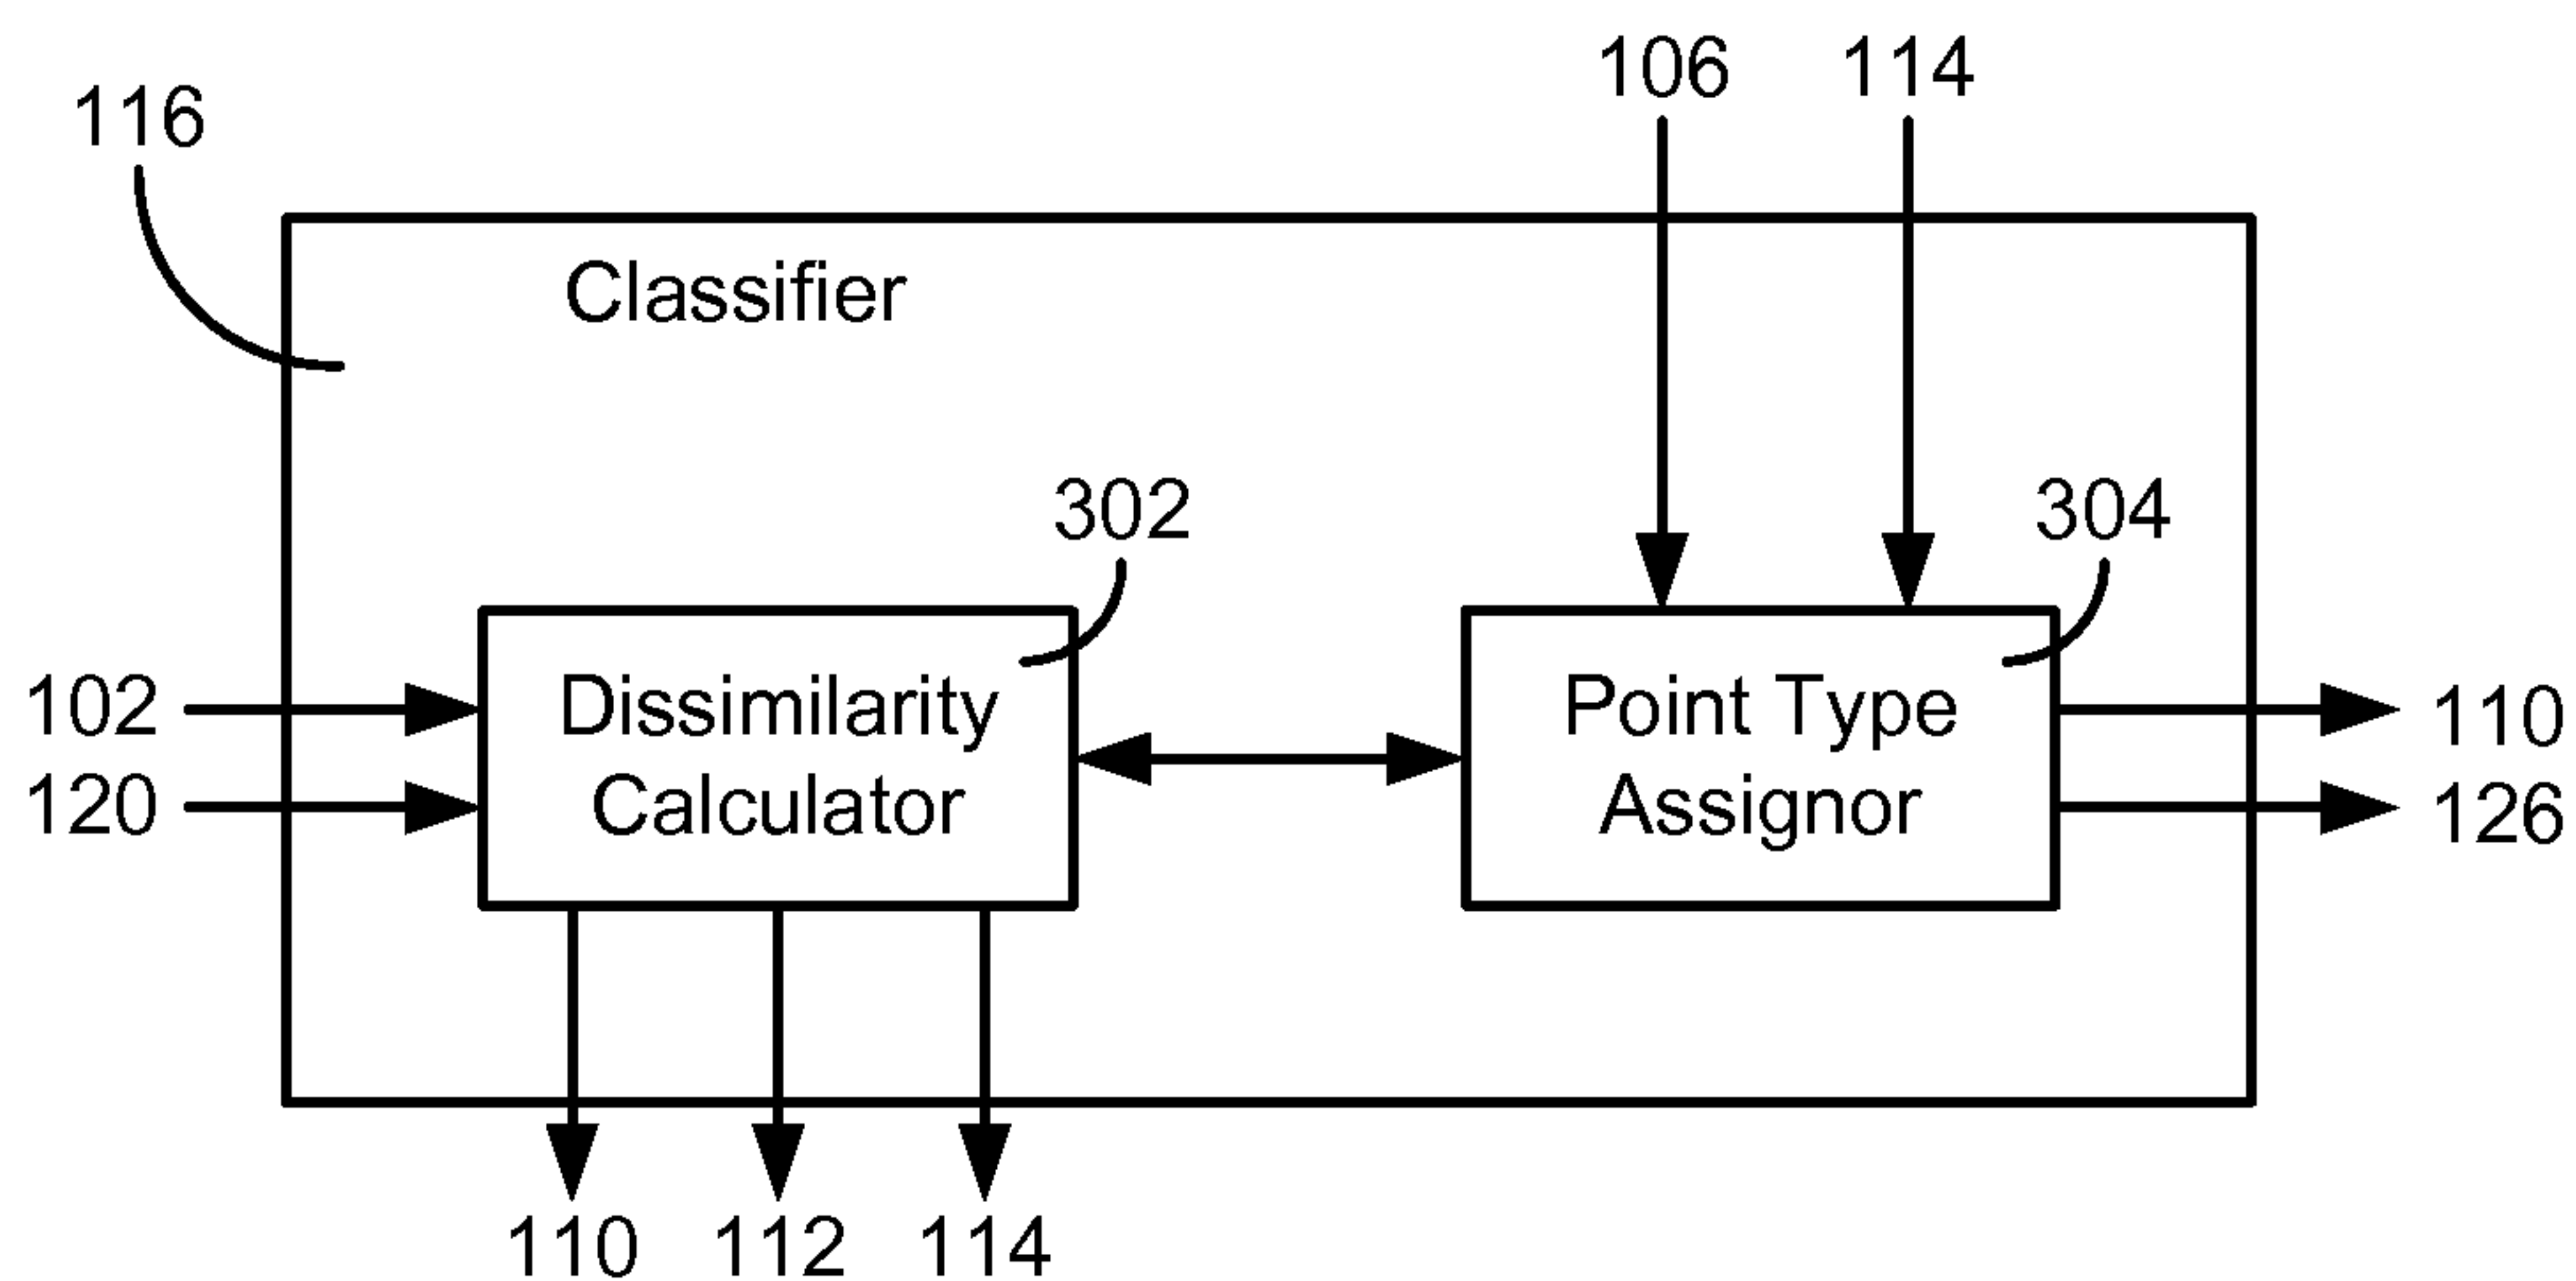 106 114
116
Classifier
302
304
102
120
Dissimilarity
Calculator
Point Type
Assignor
110
126
110 112 114